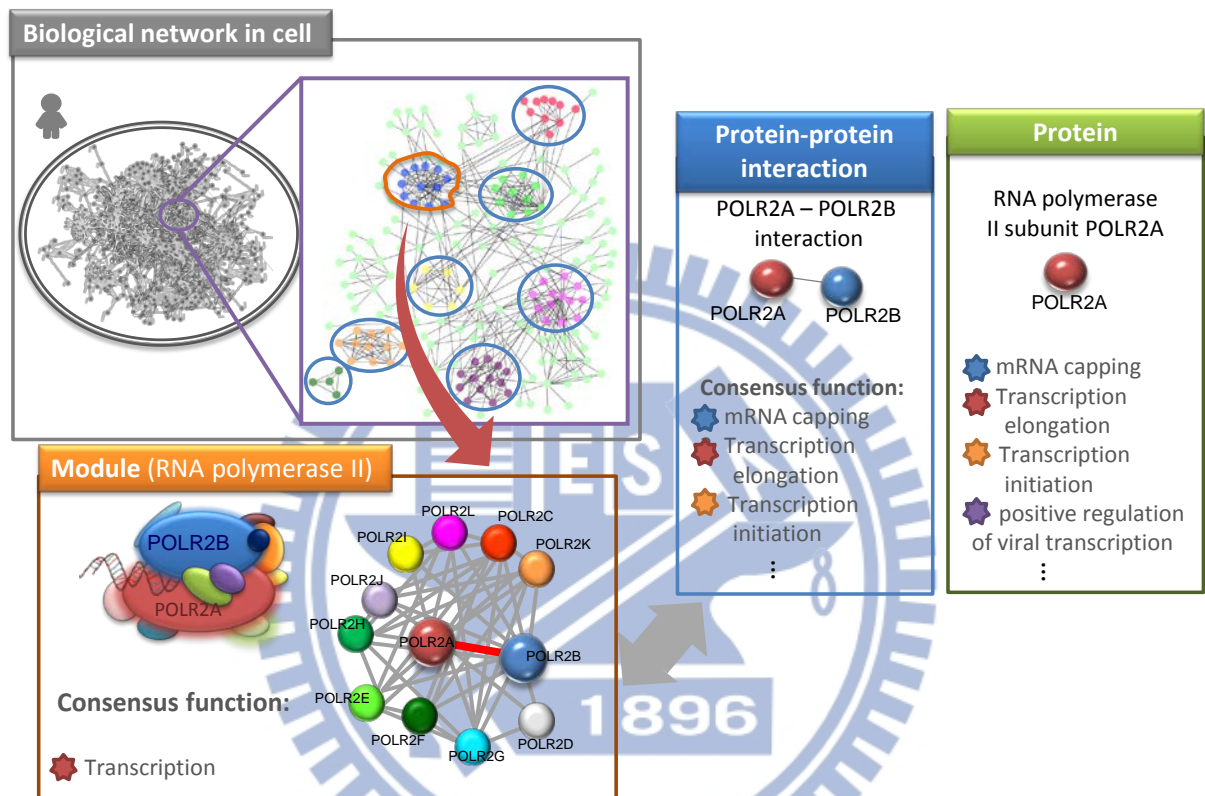 Biological network in cell
Protein-protein
interaction
POLR2A – POLR2B
interaction
POLR2A
POLR2B
Consensus function:
mRNA capping
Transcription
elongation
Transcription
initiation
⋮
Protein
RNA polymerase
II subunit POLR2A
POLR2A
mRNA capping
Transcription
elongation
Transcription
initiation
positive regulation
of viral transcription
⋮
Module (RNA polymerase II)
POLR2B
POLR2A
Consensus function:
Transcription
POLR2L
POLR2C
POLR2I
POLR2K
POLR2J
POLR2H
POLR2A
POLR2B
POLR2E
POLR2F
POLR2G
POLR2D
E S
8
1896